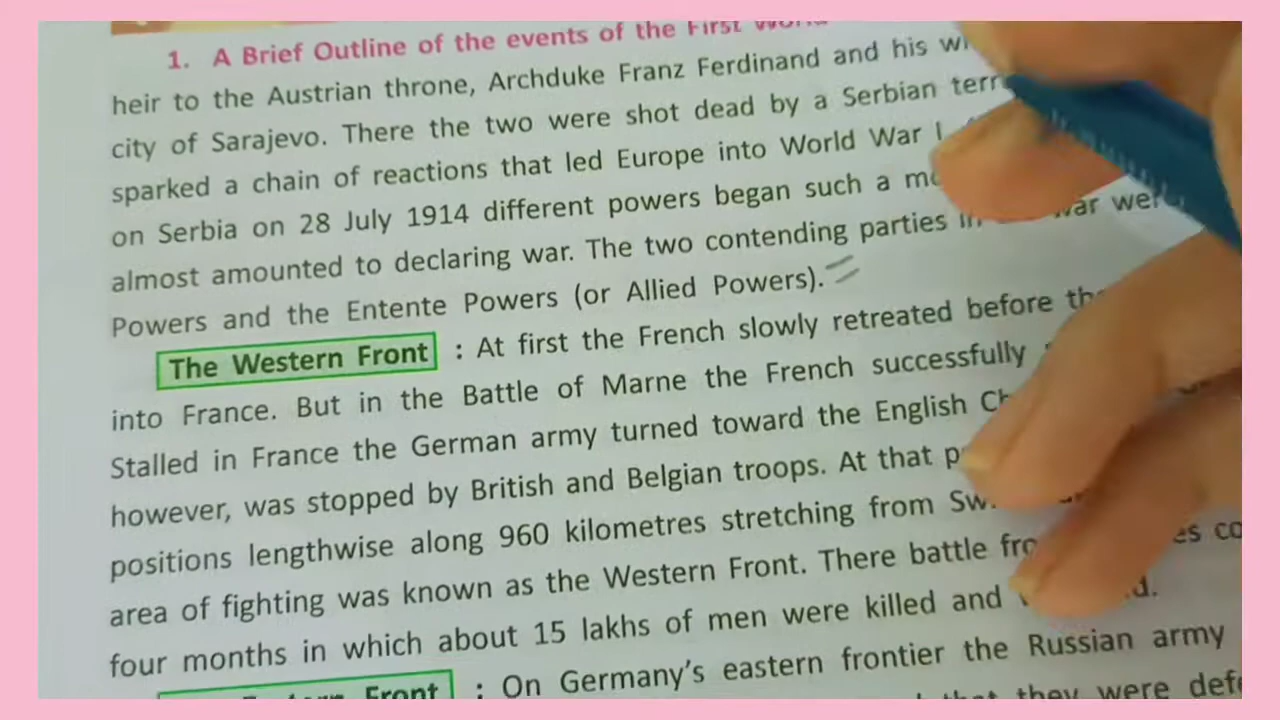 1. A Brief Outline of the events of the First World
heir to the Austrian throne, Archduke Franz Ferdinand and his
city of Sarajevo. There the two were shot dead by a Serbian
sparked a chain of reactions that led Europe into World War I.
on Serbia on 28 July 1914 different powers began such a
almost amounted to declaring war. The two contending parties in war were
Powers and the Entente Powers (or Allied Powers).
The Western Front : At first the French slowly retreated before
into France. But in the Battle of Marne the French successfully
Stalled in France the German army turned toward the English
however, was stopped by British and Belgian troops. At that
positions lengthwise along 960 kilometres stretching from
area of fighting was known as the Western Front. There battle
four months in which about 15 lakhs of men were killed and
Front : On Germany's eastern frontier the Russian army
that they were